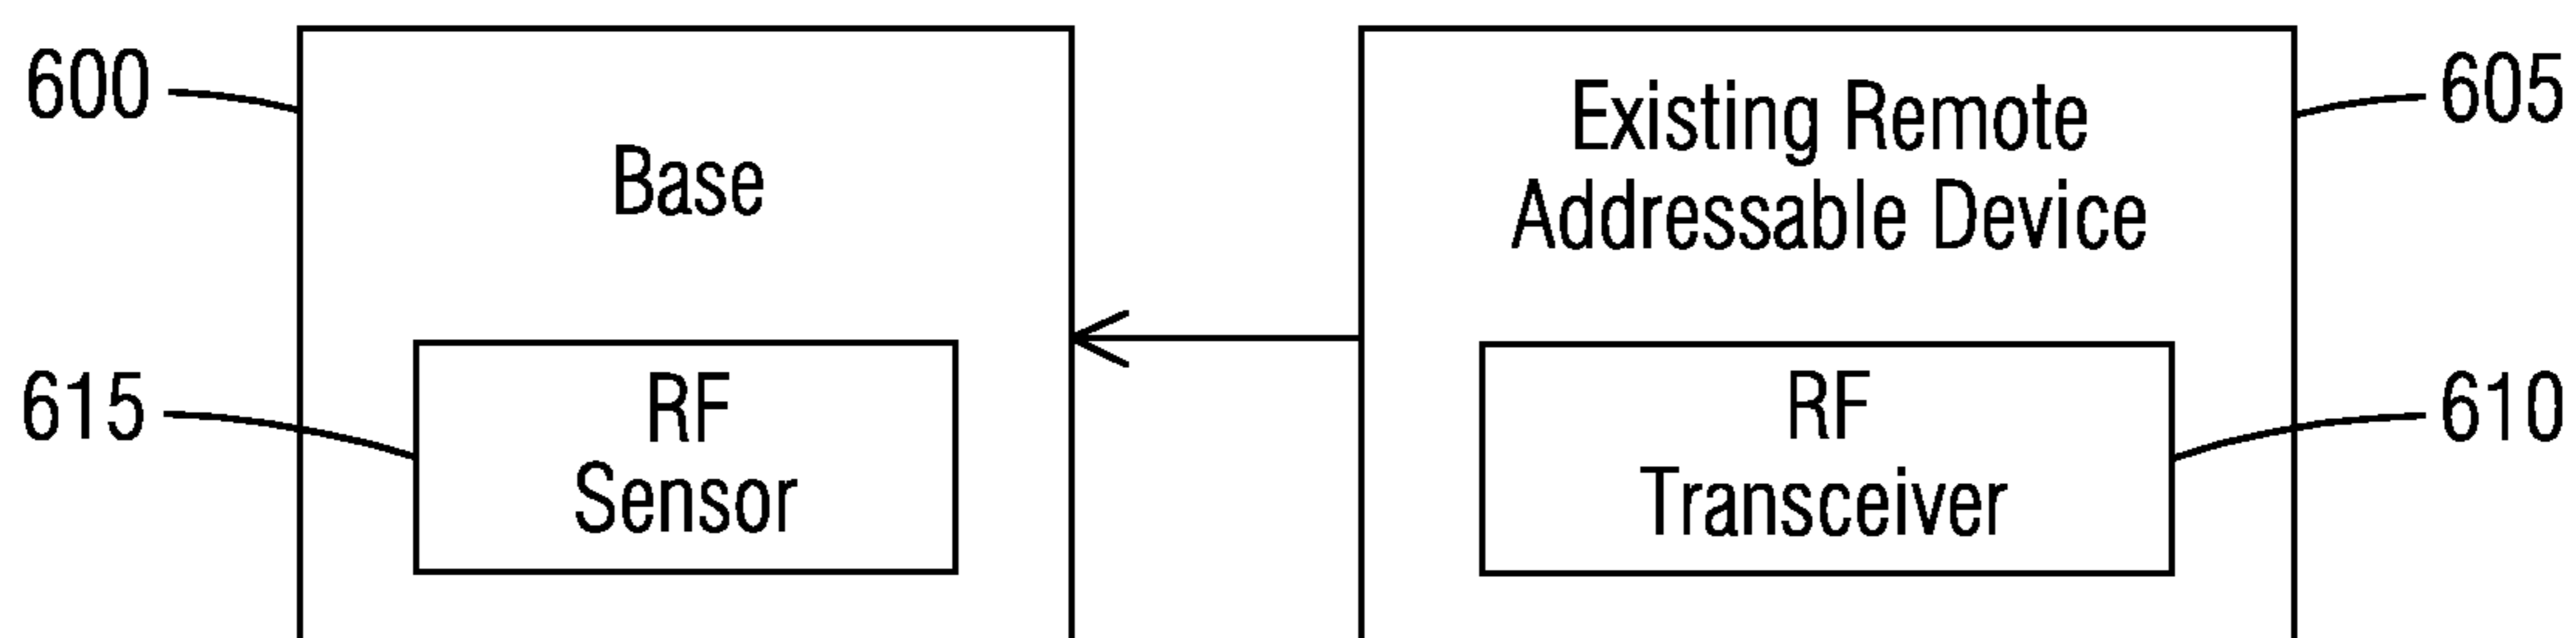 600
Base
615
RF
Sensor
Existing Remote
Addressable Device
605
RF
Transceiver
610